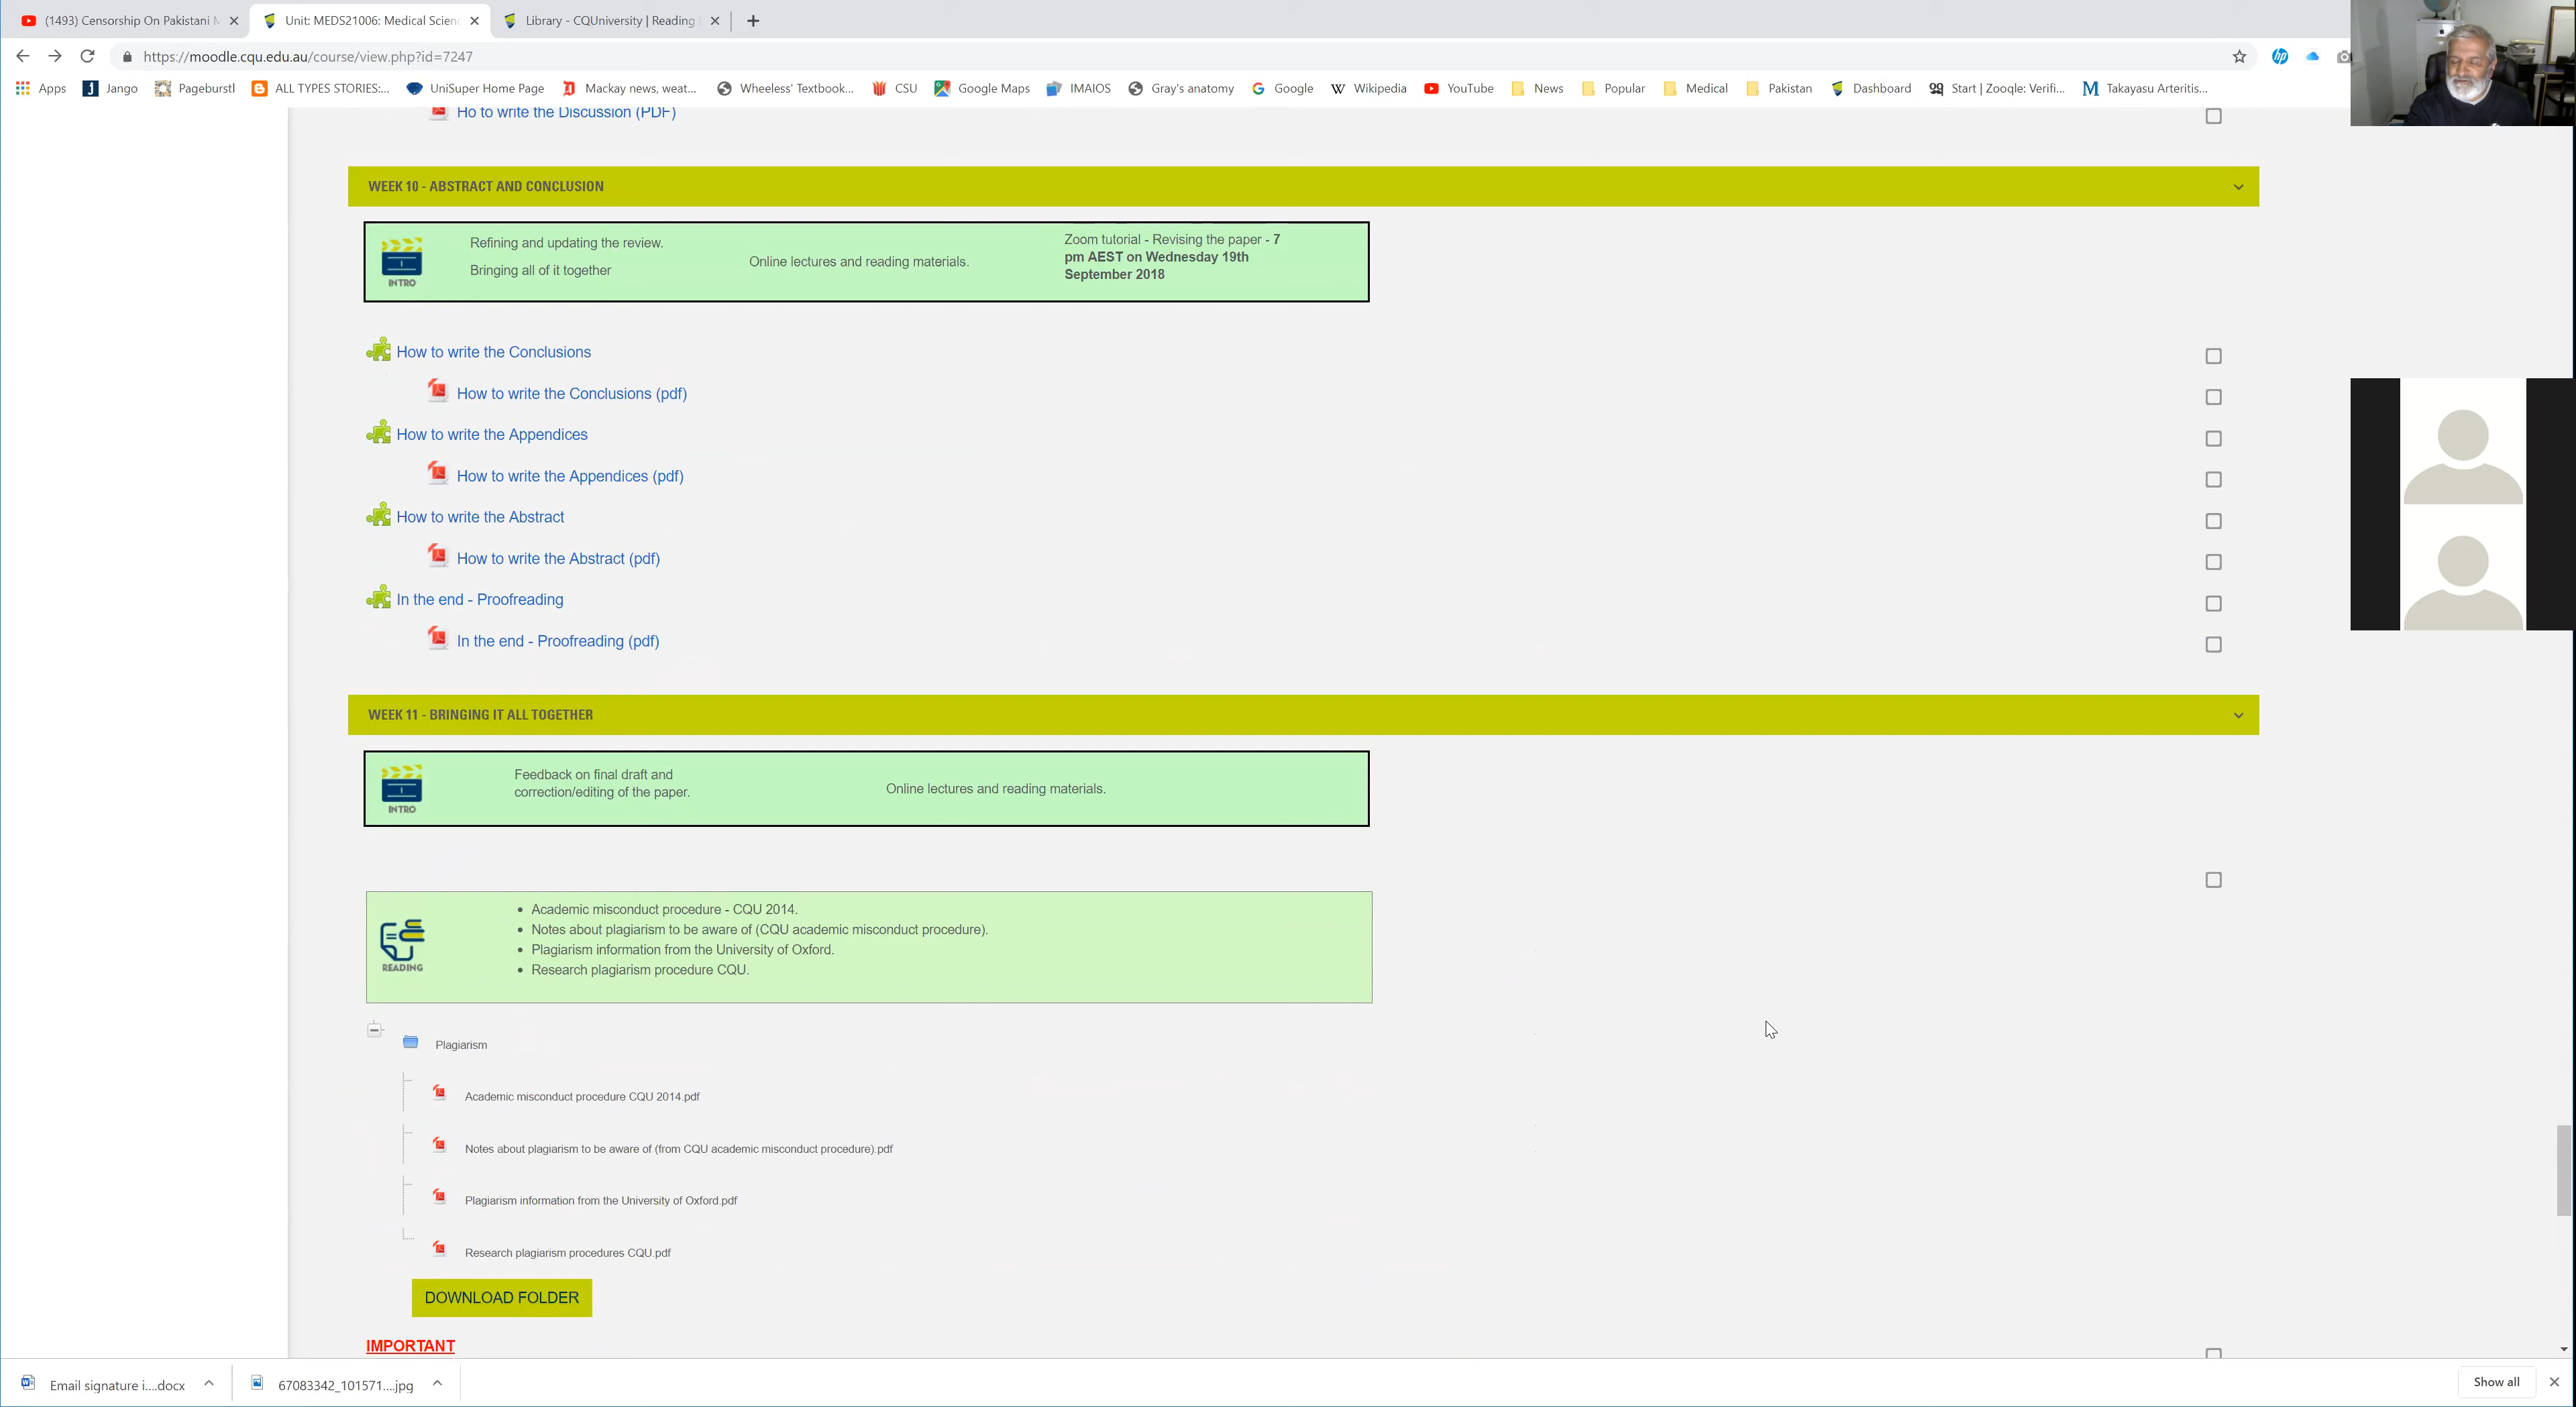 (1493) Censorship On Pakistani M
Unit: MEDS21006: Medical Scienc
Library - CQUniversity | Reading
https://moodle.cqu.edu.au/course/view.php?id=7247
Apps
Jango
Pageburstl
ALL TYPES STORIES:...
UniSuper Home Page
Mackay news, weat...
Wheeless' Textbook...
CSU
Google Maps
IMAIOS
Gray's anatomy
Google
Wikipedia
YouTube
News
Popular
Medical
Pakistan
Dashboard
Start | Zooqle: Verifi...
Takayasu Arteritis...
Ho to write the Discussion (PDF)
WEEK 10 - ABSTRACT AND CONCLUSION
INTRO
Refining and updating the review.
Bringing all of it together
Online lectures and reading materials.
Zoom tutorial - Revising the paper - 7
pm AEST on Wednesday 19th
September 2018
How to write the Conclusions
How to write the Conclusions (pdf)
How to write the Appendices
How to write the Appendices (pdf)
How to write the Abstract
How to write the Abstract (pdf)
In the end - Proofreading
In the end - Proofreading (pdf)
WEEK 11 - BRINGING IT ALL TOGETHER
INTRO
Feedback on final draft and
correction/editing of the paper.
Online lectures and reading materials.
READING
Academic misconduct procedure - CQU 2014.
Notes about plagiarism to be aware of (CQU academic misconduct procedure).
Plagiarism information from the University of Oxford.
Research plagiarism procedure CQU.
Plagiarism
Academic misconduct procedure CQU 2014.pdf
Notes about plagiarism to be aware of (from CQU academic misconduct procedure).pdf
Plagiarism information from the University of Oxford.pdf
Research plagiarism procedures CQU.pdf
DOWNLOAD FOLDER
IMPORTANT
Email signature i....docx
67083342_101571....jpg
Show all